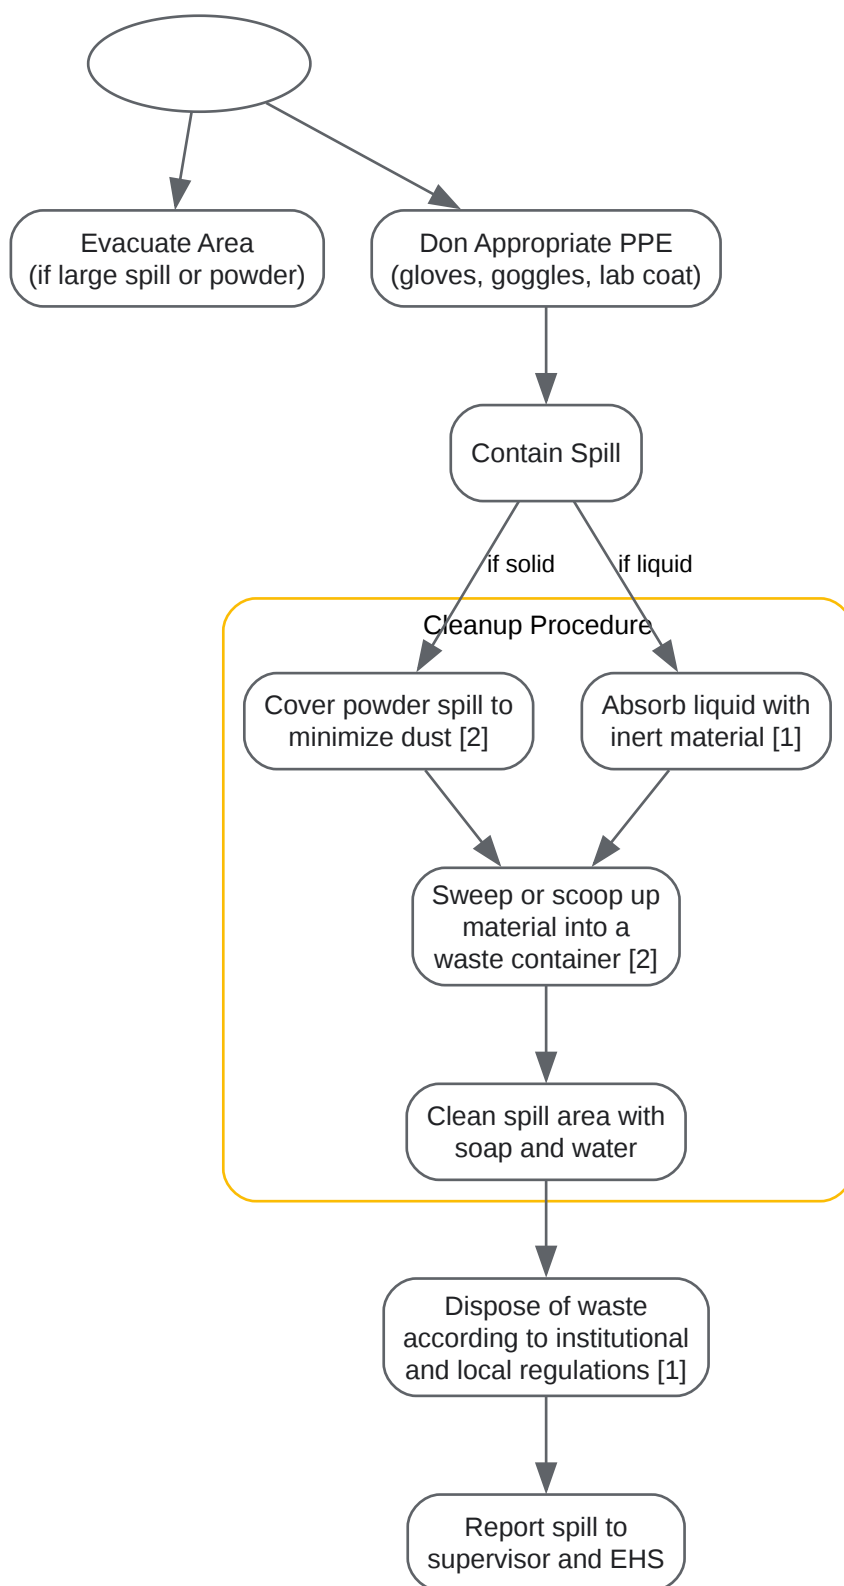 Evacuate Area
(if large spill or powder)
Don Appropriate PPE
(gloves, goggles, lab coat)
Contain Spill
if solid
if liquid
Cleanup Procedure
Cover powder spill to
minimize dust [2]
Absorb liquid with
inert material [1]
Sweep or scoop up
material into a
waste container [2]
Clean spill area with
soap and water
Dispose of waste
according to institutional
and local regulations [1]
Report spill to
supervisor and EHS